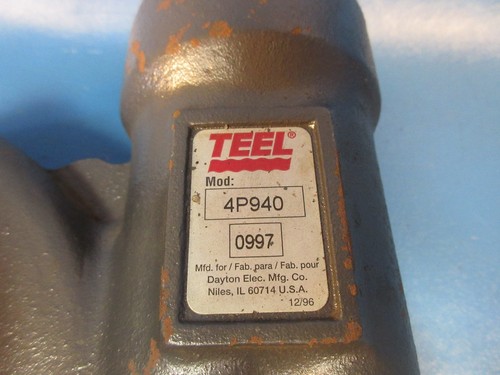 TEEL®
Mod:
4P940
0997
Mfd. for / Fab. para / Fab. pour
Dayton Elec. Mfg. Co.
Niles, IL 60714 U.S.A.
12/96